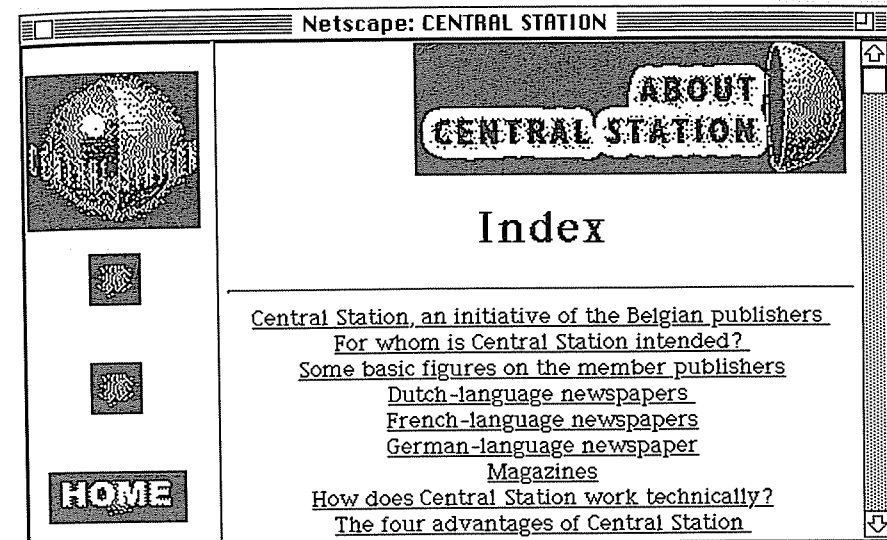 Netscape: CENTRAL STATION
ABOUT
CENTRAL STATION
Index
Central Station, an initiative of the Belgian publishers
For whom is Central Station intended?
Some basic figures on the member publishers
Dutch-language newspapers
French-language newspapers
German-language newspaper
Magazines
HOME
How does Central Station work technically?
The four advantages of Central Station